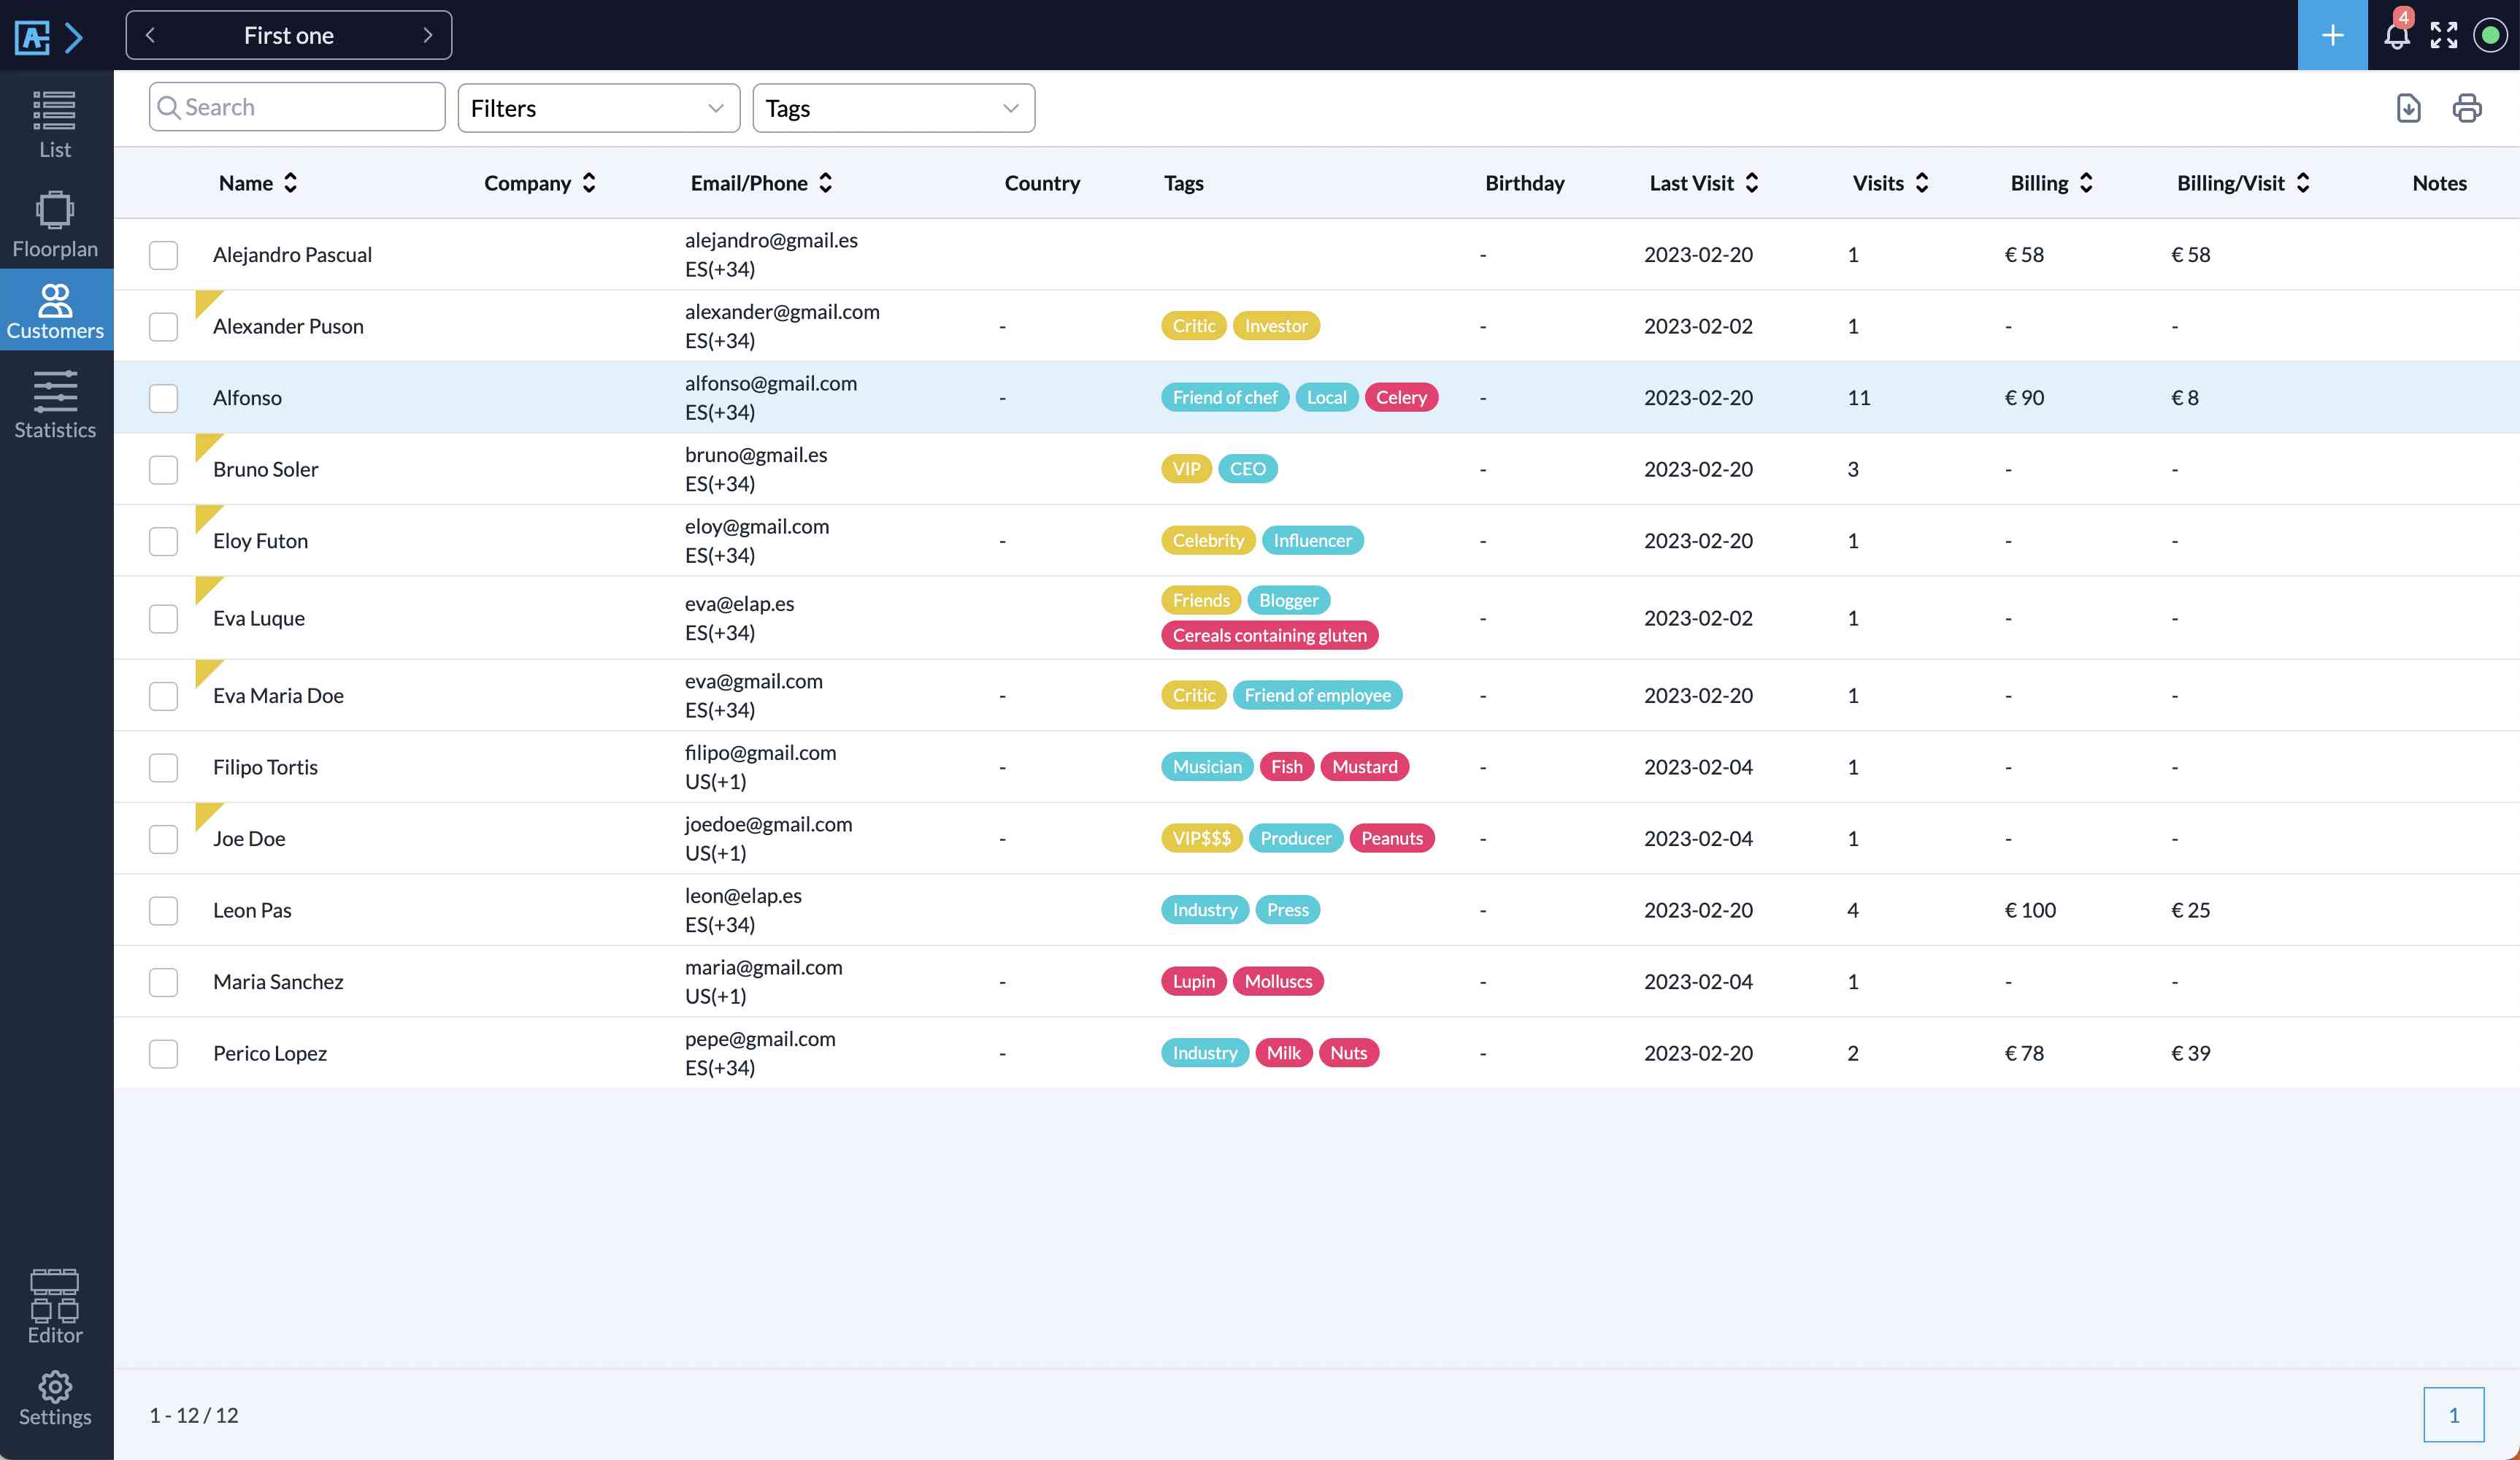 First one
4
List
Floorplan
Customers
Statistics
Editor
Settings
Search
Filters
Tags
Name Company Email/Phone Country Tags Birthday Last Visit Visits Billing Billing/Visit Notes
Alejandro Pascual alejandro@gmail.es - 2023-02-20 1 € 58 € 58
ES(+34)
Alexander Puson alexander@gmail.com - Critic Investor - 2023-02-02 1 - -
ES(+34)
Alfonso alfonso@gmail.com - Friend of chef Local Celery - 2023-02-20 11 € 90 € 8
ES(+34)
Bruno Soler bruno@gmail.es VIP CEO - 2023-02-20 3 - -
ES(+34)
Eloy Futon eloy@gmail.com - Celebrity Influencer - 2023-02-20 1 - -
ES(+34)
Eva Luque eva@elap.es Friends Blogger - 2023-02-02 1 - -
ES(+34) Cereals containing gluten
Eva Maria Doe eva@gmail.com - Critic Friend of employee - 2023-02-20 1 - -
ES(+34)
Filipo Tortis filipo@gmail.com - Musician Fish Mustard - 2023-02-04 1 - -
US(+1)
Joe Doe joedoe@gmail.com - VIP$$$ Producer Peanuts - 2023-02-04 1 - -
US(+1)
Leon Pas leon@elap.es Industry Press - 2023-02-20 4 € 100 € 25
ES(+34)
Maria Sanchez maria@gmail.com - Lupin Molluscs - 2023-02-04 1 - -
US(+1)
Perico Lopez pepe@gmail.com - Industry Milk Nuts - 2023-02-20 2 € 78 € 39
ES(+34)
1 - 12 / 12
1